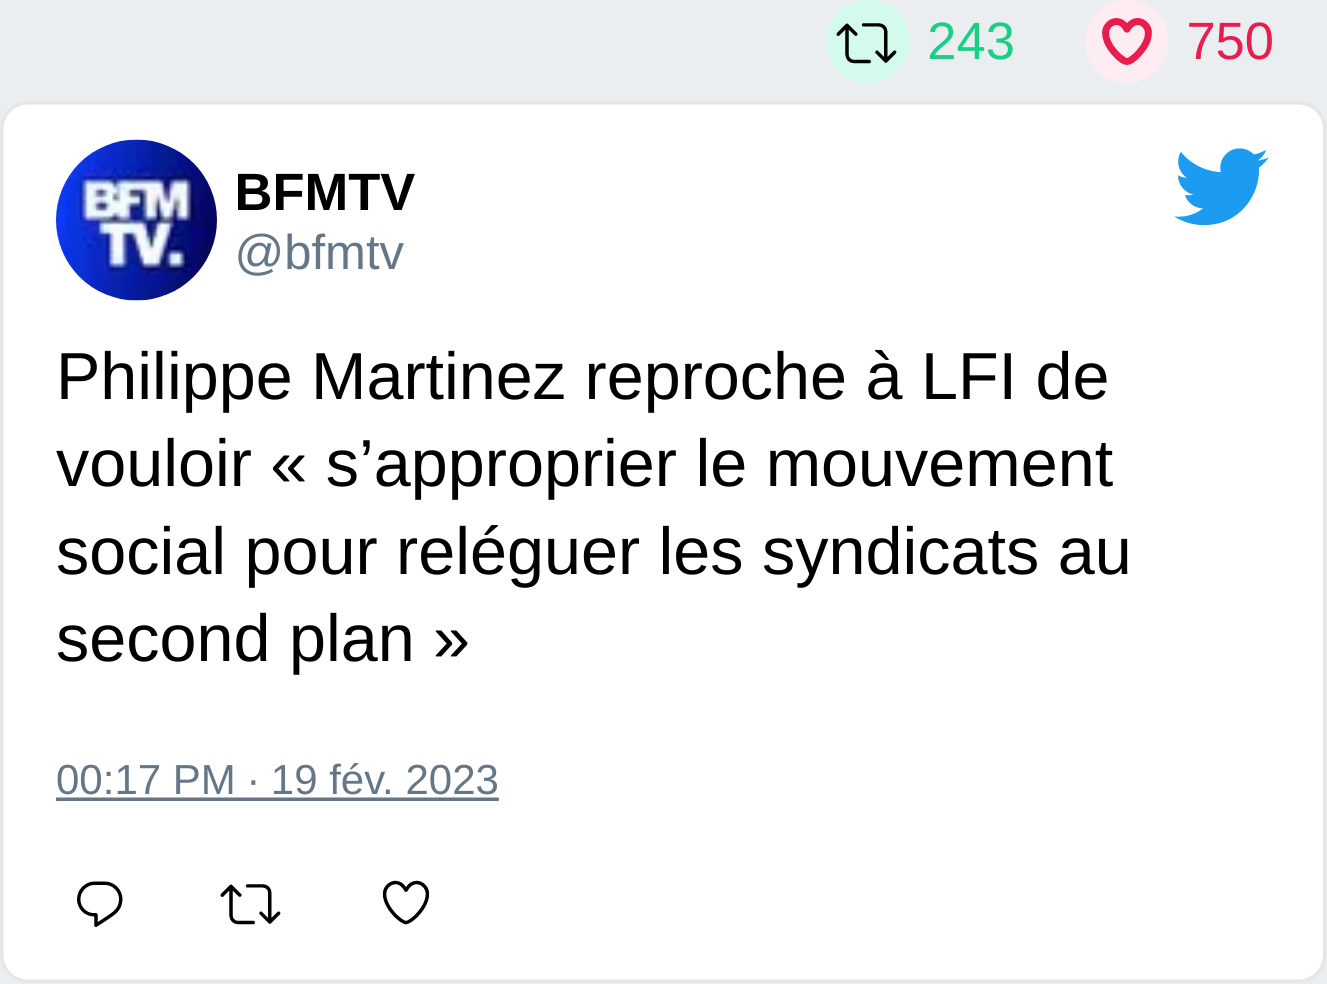 243 750
BFM
TV.
BFMTV
@bfmtv
Philippe Martinez reproche à LFI de
vouloir « s’approprier le mouvement
social pour reléguer les syndicats au
second plan »
00:17 PM · 19 fév. 2023